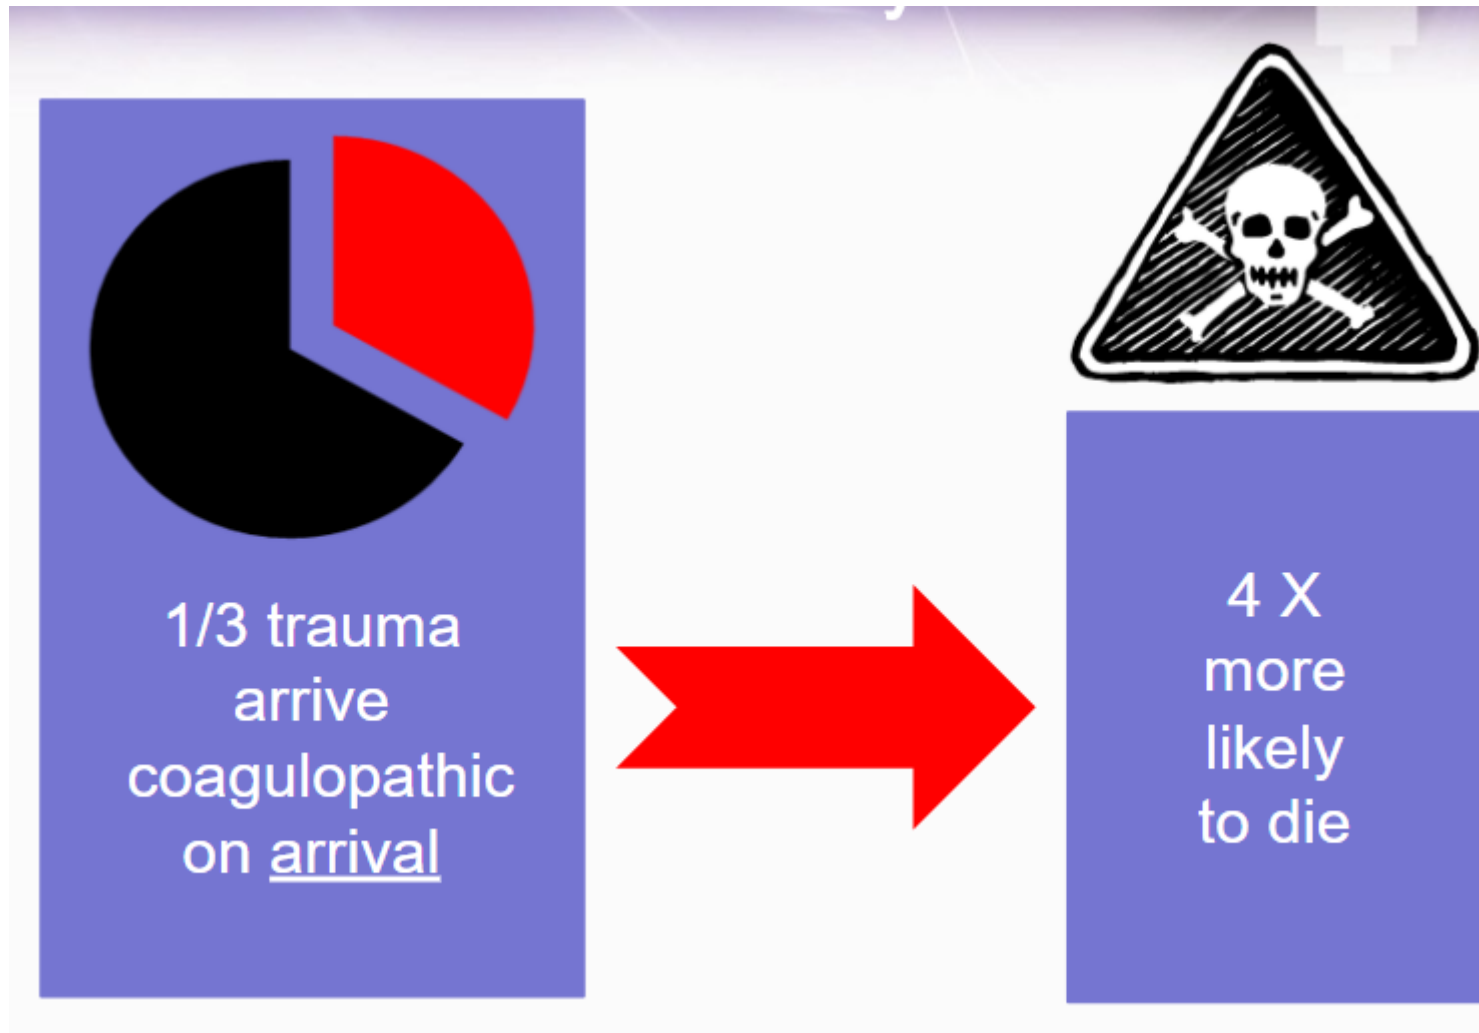 1/3 trauma
arrive
coagulopathic
on arrival
4 X
more
likely
to die